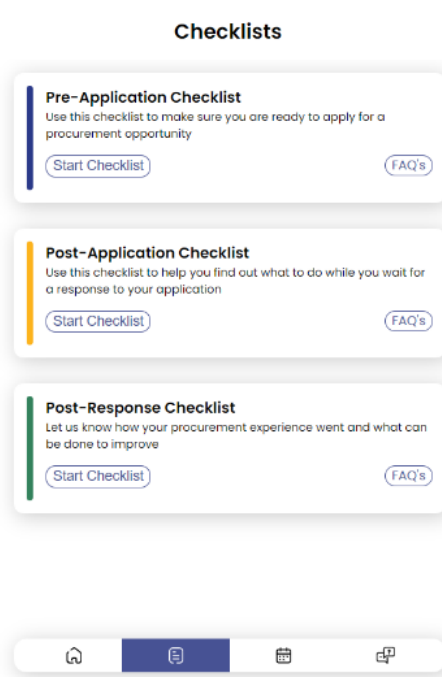 Checklists
Pre-Application Checklist
Use this checklist to make sure you are ready to apply for a
procurement opportunity
Start Checklist
FAQ's
Post-Application Checklist
Use this checklist to help you find out what to do while you wait for
a response to your application
Start Checklist
FAQ's
Post-Response Checklist
Let us know how your procurement experience went and what can
be done to improve
Start Checklist
FAQ's